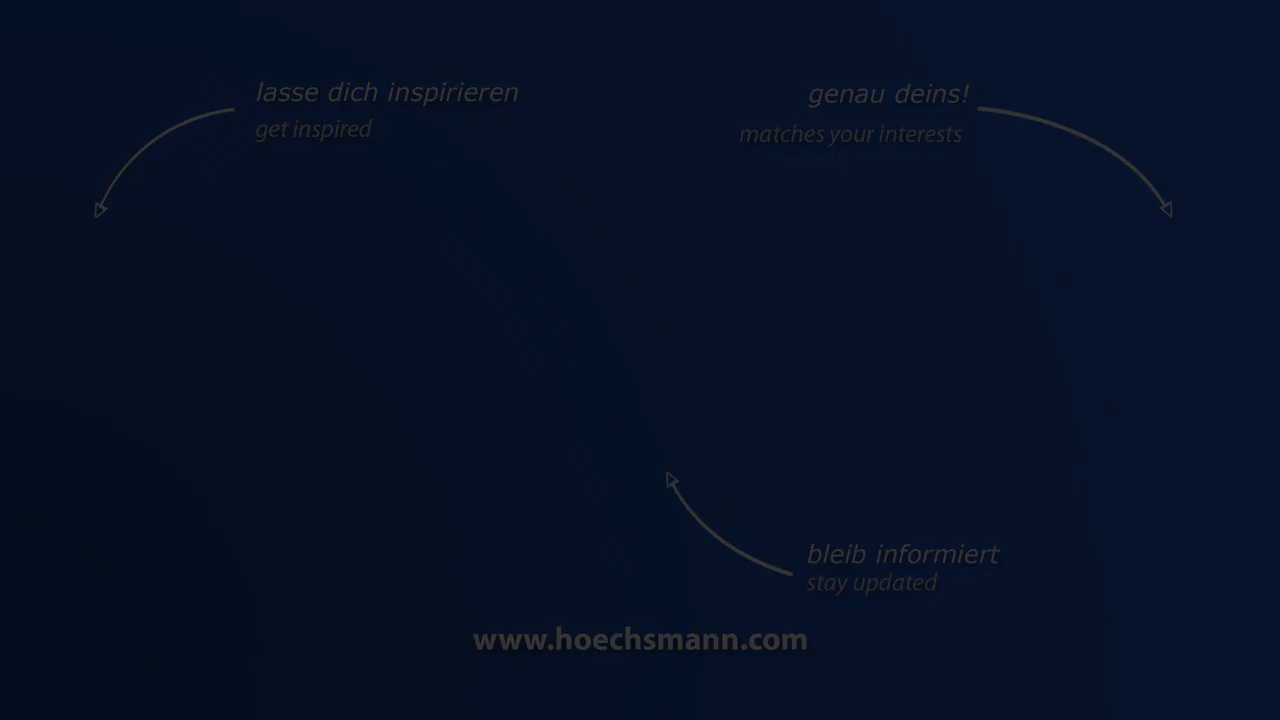 lasse dich inspirieren
get inspired
genau deins!
matches your interests
bleib informiert
stay updated
www.hoechsmann.com